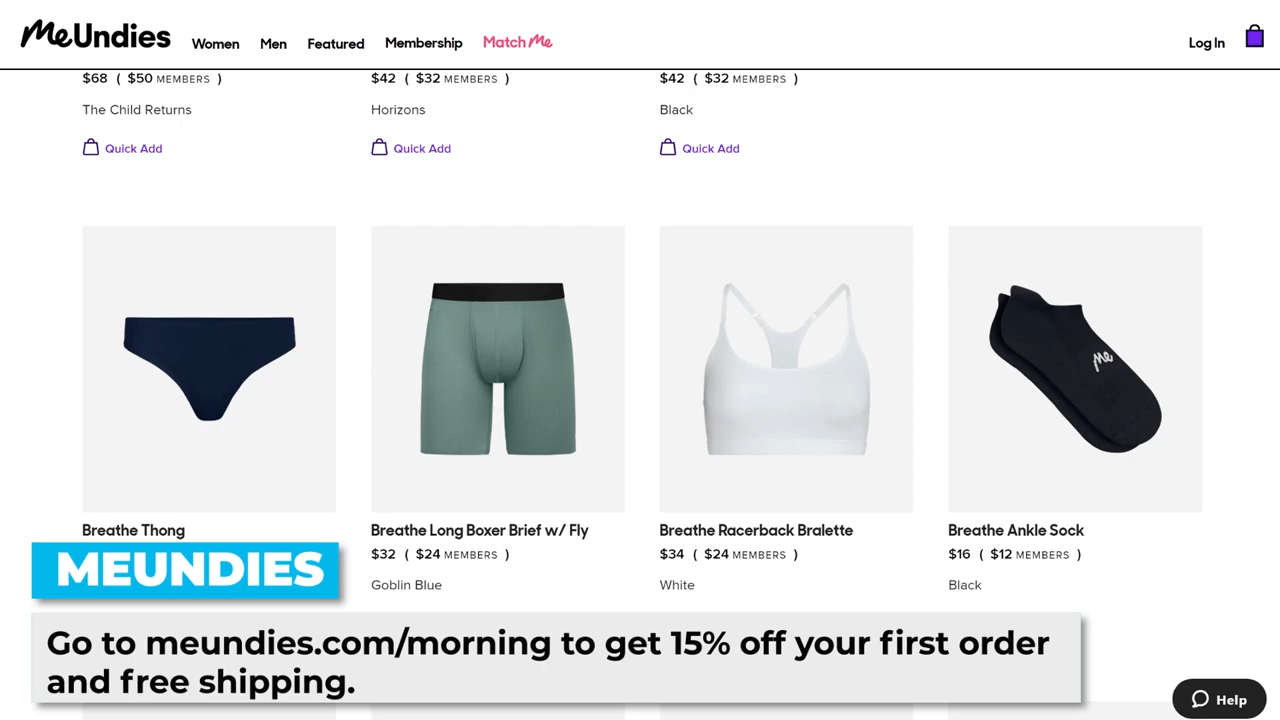 MeUndies Women Men Featured Membership Match Me Log In
$68 ( $50 MEMBERS ) $42 ( $32 MEMBERS ) $42 ( $32 MEMBERS )
The Child Returns Horizons Black
Quick Add Quick Add Quick Add
Me
Breathe Thong Breathe Long Boxer Brief w/ Fly Breathe Racerback Bralette Breathe Ankle Sock
$32 ( $24 MEMBERS ) $34 ( $24 MEMBERS ) $16 ( $12 MEMBERS )
MEUNDIES
Goblin Blue White Black
Go to meundies.com/morning to get 15% off your first order
and free shipping.
Help